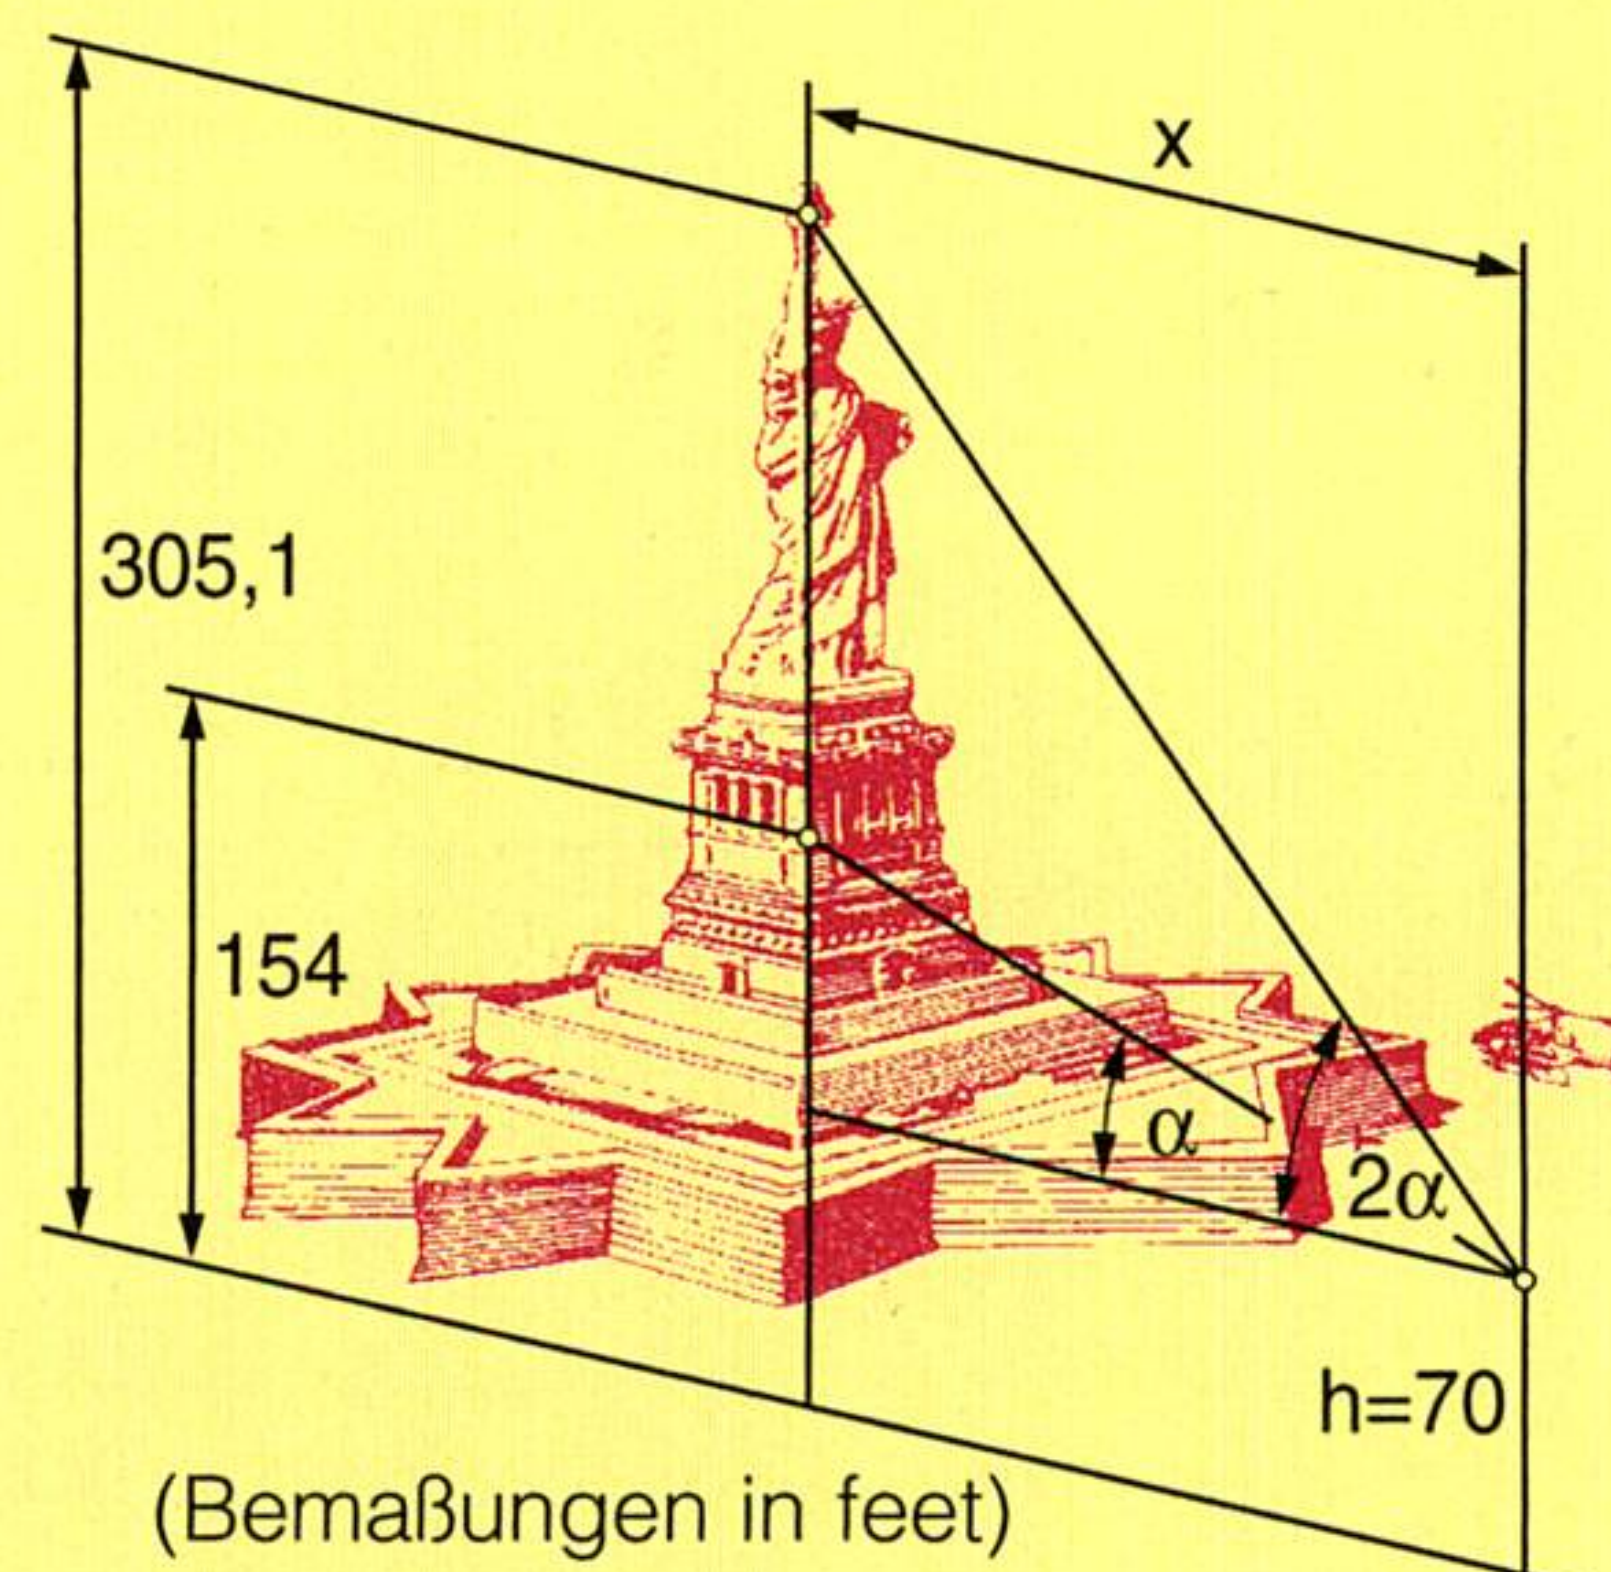 x
305,1
154
α
2α
h=70
(Bemaßungen in feet)